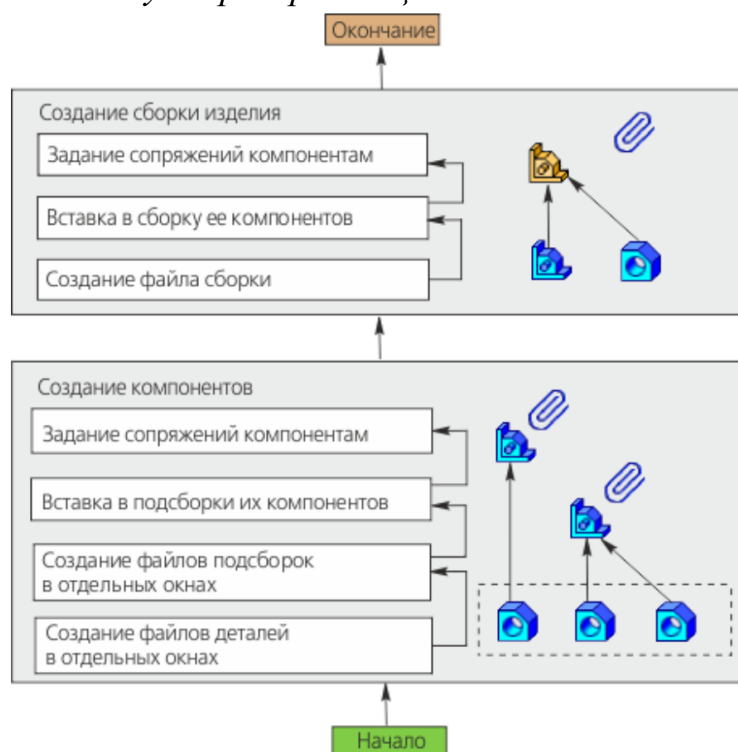 Окончание
Создание сборки изделия
Задание сопряжений компонентам
Вставка в сборку ее компонентов
Создание файла сборки
Создание компонентов
Задание сопряжений компонентам
Вставка в подсборки их компонентов
Создание файлов подсборок
в отдельных окнах
Создание файлов деталей
в отдельных окнах
Начало